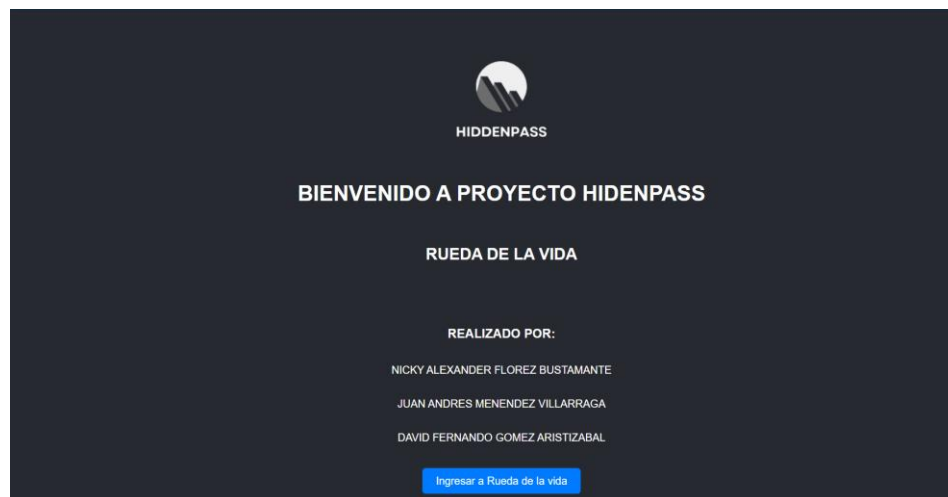 HIDDENPASS
BIENVENIDO A PROYECTO HIDENPASS
RUEDA DE LA VIDA
REALIZADO POR:
NICKY ALEXANDER FLOREZ BUSTAMANTE
JUAN ANDRES MENENDEZ VILLARRAGA
DAVID FERNANDO GOMEZ ARISTIZABAL
Ingresar a Rueda de la vida